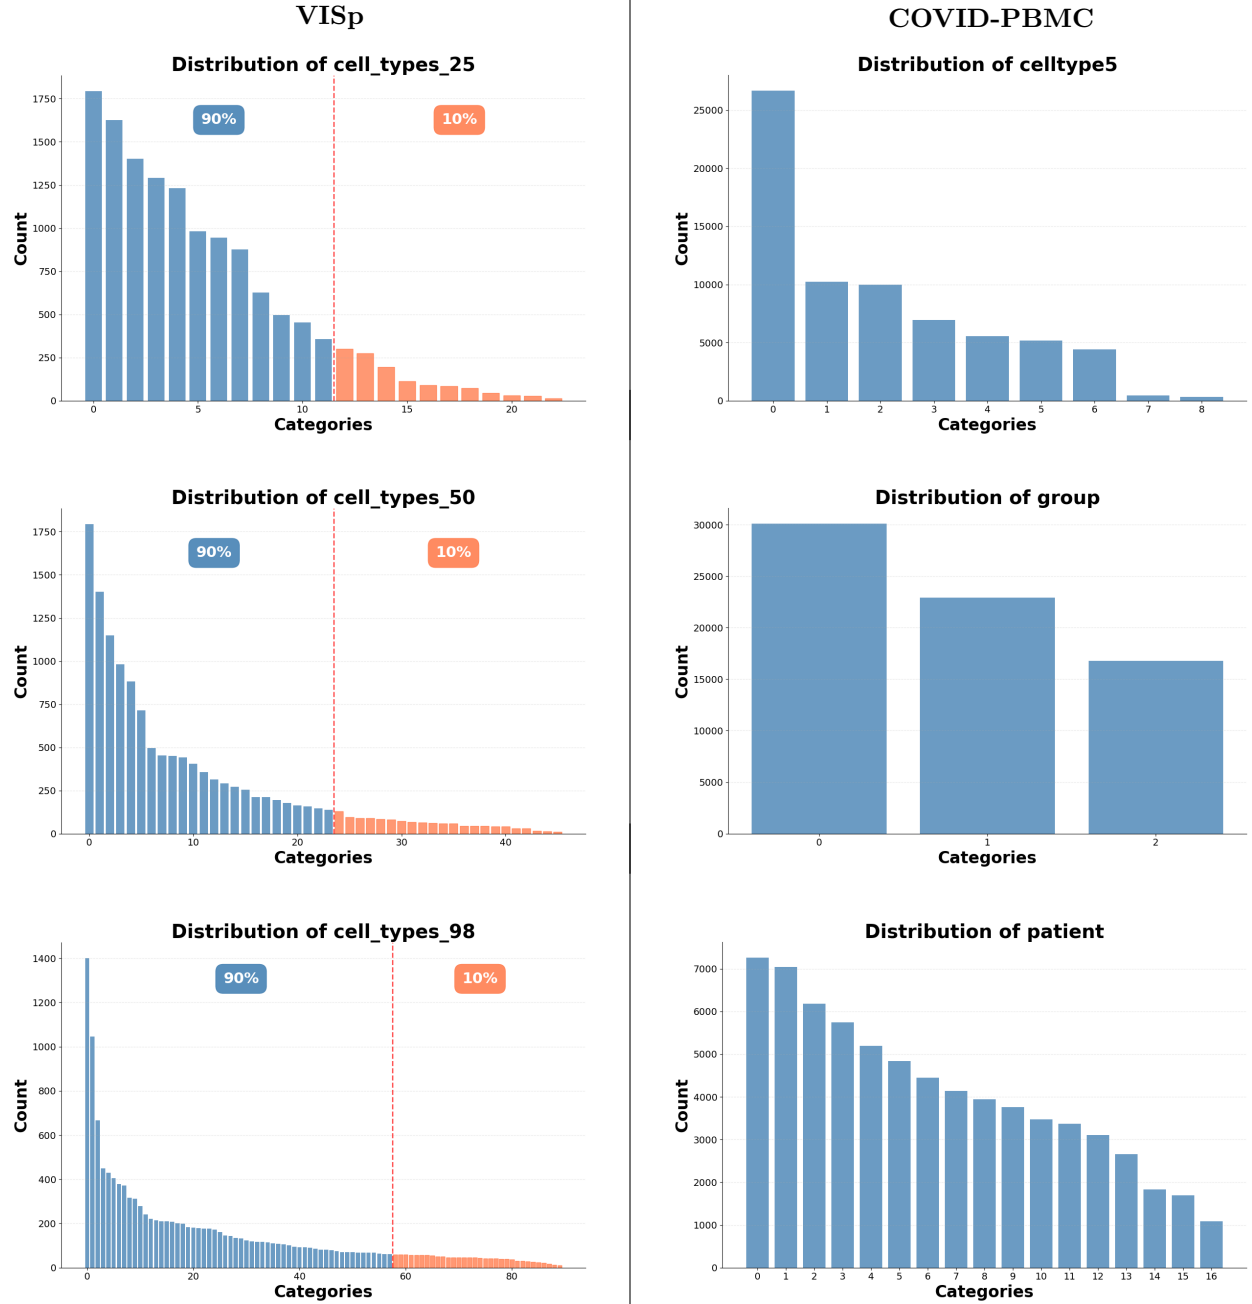 VISp
COVID-PBMC
Distribution of cell_types_25
90%
10%
Count
1750
1500
1250
1000
750
500
250
0
0 5 10 15 20
Categories
Distribution of celltype5
Count
25000
20000
15000
10000
5000
0
0 1 2 3 4 5 6 7 8
Categories
Distribution of cell_types_50
90%
10%
Count
1750
1500
1250
1000
750
500
250
0
0 10 20 30 40
Categories
Distribution of group
Count
30000
25000
20000
15000
10000
5000
0
0 1 2
Categories
Distribution of cell_types_98
90%
10%
Count
1400
1200
1000
800
600
400
200
0
0 20 40 60 80
Categories
Distribution of patient
Count
7000
6000
5000
4000
3000
2000
1000
0
0 1 2 3 4 5 6 7 8 9 10 11 12 13 14 15 16
Categories